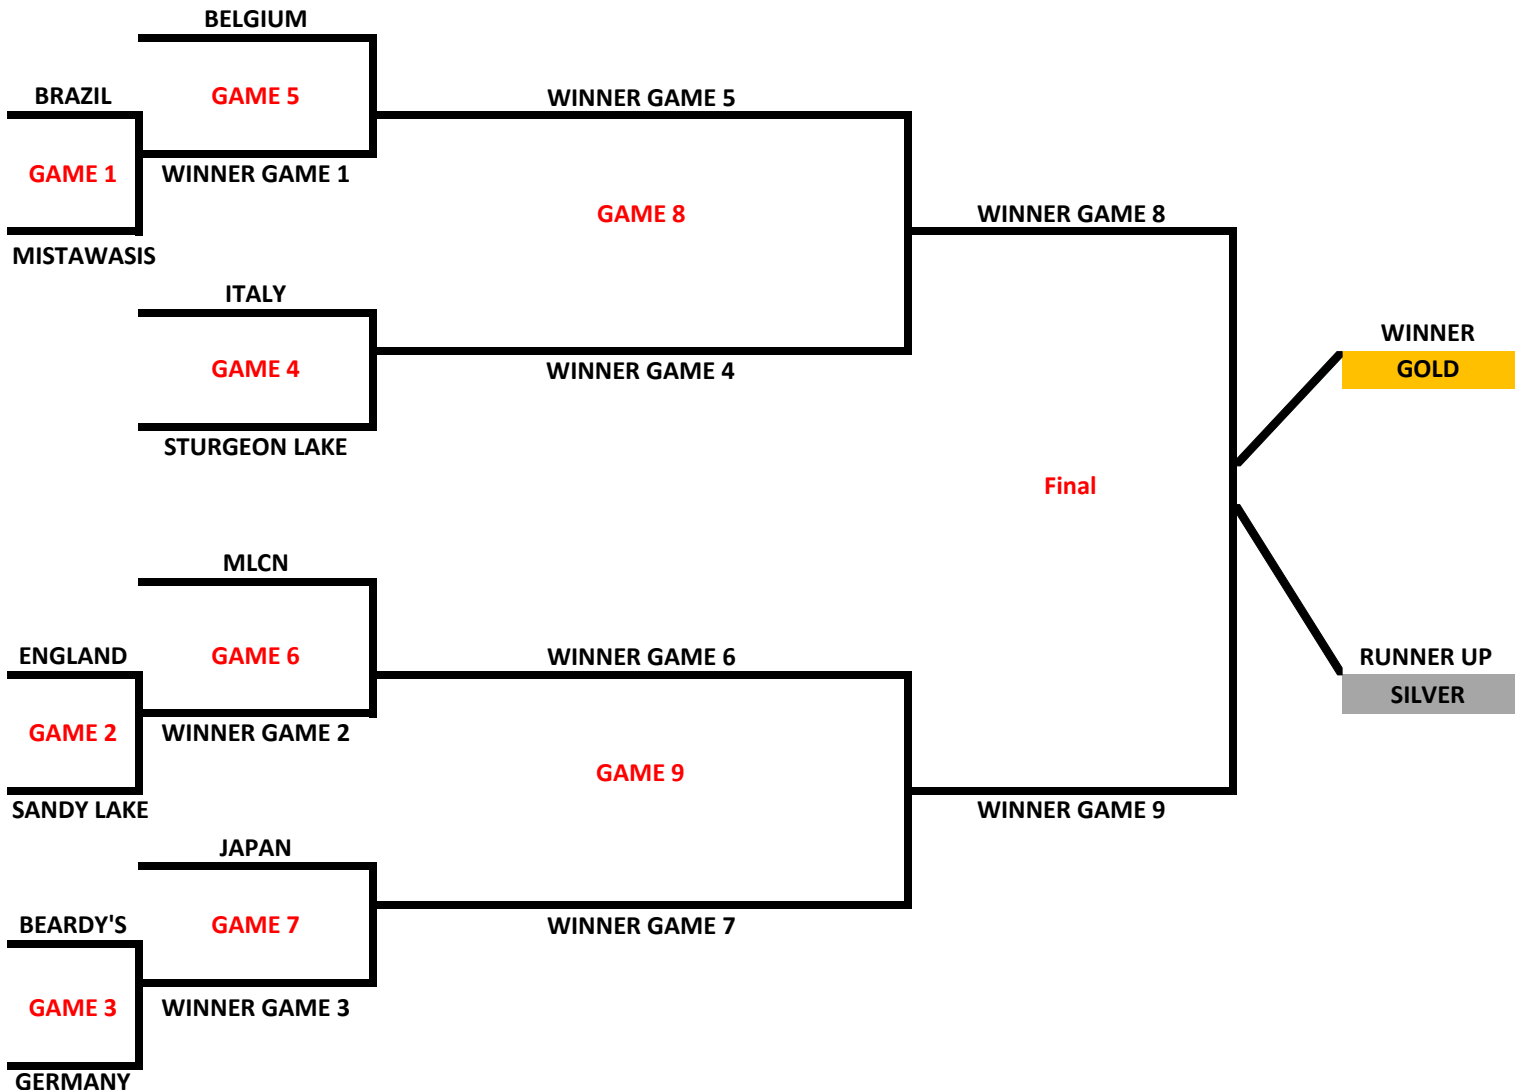 BELGIUM
BRAZIL
GAME 5
WINNER GAME 5
GAME 1
WINNER GAME 1
GAME 8
WINNER GAME 8
MISTAWASIS
ITALY
GAME 4
WINNER GAME 4
STURGEON LAKE
WINNER
GOLD
Final
MLCN
ENGLAND
GAME 6
WINNER GAME 6
RUNNER UP
SILVER
GAME 2
WINNER GAME 2
GAME 9
SANDY LAKE
WINNER GAME 9
JAPAN
BEARDY'S
GAME 7
WINNER GAME 7
GAME 3
WINNER GAME 3
GERMANY